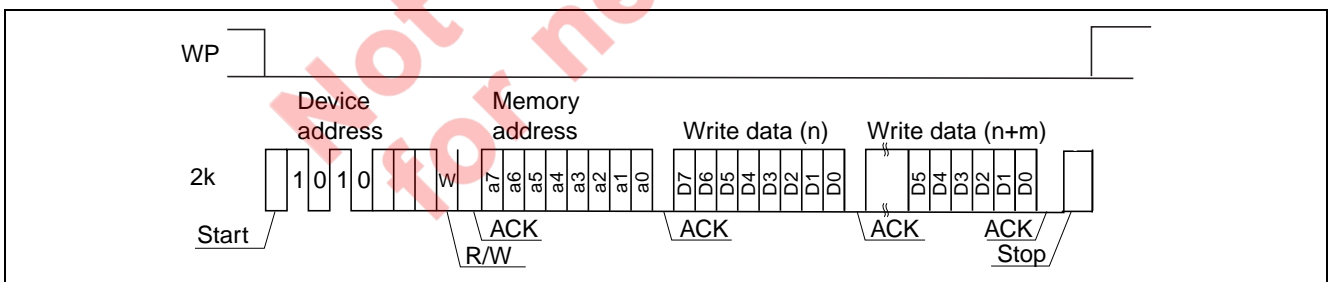 WP
Device Memory
address address Write data (n) Write data (n+m)
2k 1 0 1 0 W a7 a6 a5 a4 a3 a2 a1 a0 D7 D6 D5 D4 D3 D2 D1 D0 D5 D4 D3 D2 D1 D0
Start ACK ACK ACK ACK
R/W Stop
Not
for